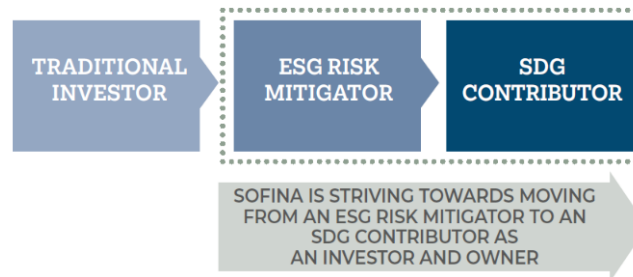 TRADITIONAL
INVESTOR
ESG RISK
MITIGATOR
SDG
CONTRIBUTOR
SOFINA IS STRIVING TOWARDS MOVING
FROM AN ESG RISK MITIGATOR TO AN
SDG CONTRIBUTOR AS
AN INVESTOR AND OWNER